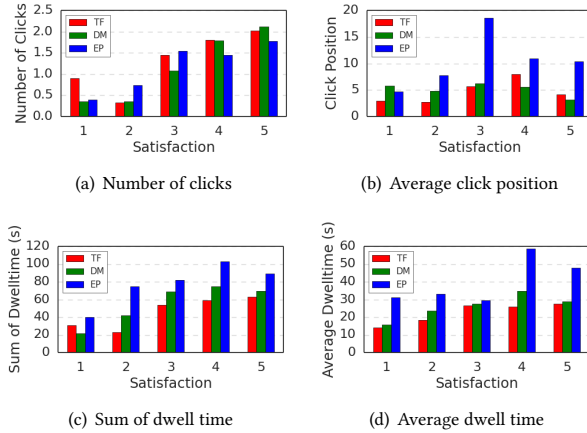 2.5
2.0
1.5
1.0
0.5
0.0
Number of Clicks
TF
DM
EP
1 2 3 4 5
Satisfaction
(a) Number of clicks
25
20
15
10
5
0
Click Position
TF
DM
EP
1 2 3 4 5
Satisfaction
(b) Average click position
120
100
80
60
40
20
0
Sum of Dwelltime (s)
TF
DM
EP
1 2 3 4 5
Satisfaction
(c) Sum of dwell time
60
50
40
30
20
10
0
Average Dwelltime (s)
TF
DM
EP
1 2 3 4 5
Satisfaction
(d) Average dwell time